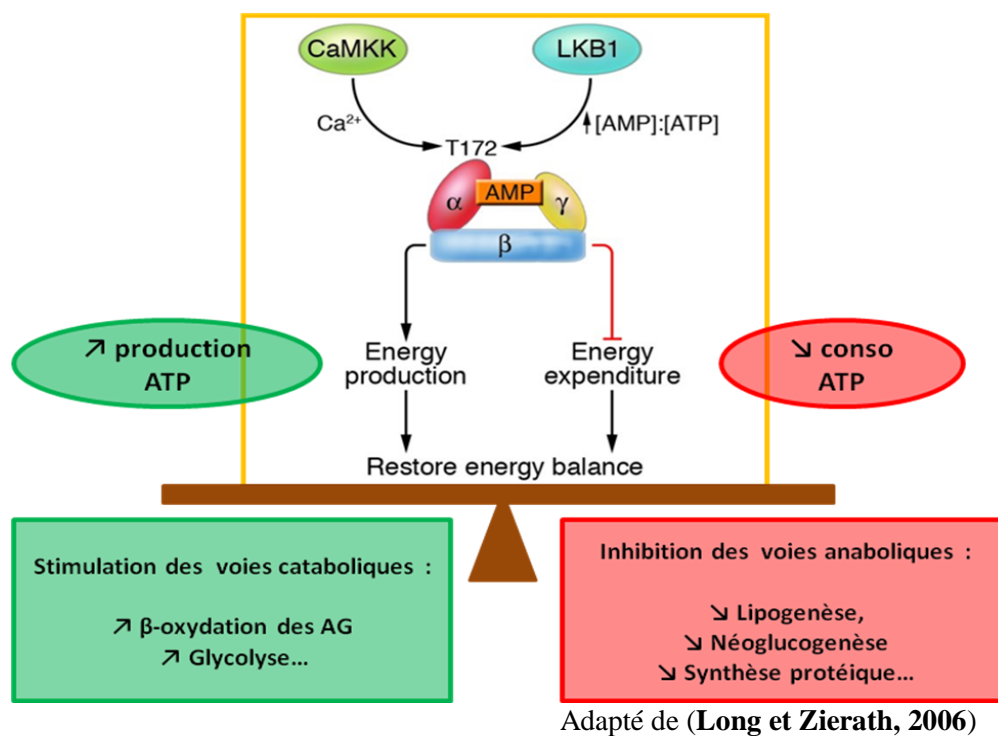 CaMKK
LKB1
Ca²⁺
↑[AMP]:[ATP]
T172
α
AMP
γ
β
↗ production
ATP
Energy
production
Energy
expenditure
↘ conso
ATP
Restore energy balance
Stimulation des voies cataboliques :
↗ β-oxydation des AG
↗ Glycolyse...
Inhibition des voies anaboliques :
↘ Lipogenèse,
↘ Néoglucogenèse
↘ Synthèse protéique...
Adapté de (Long et Zierath, 2006)